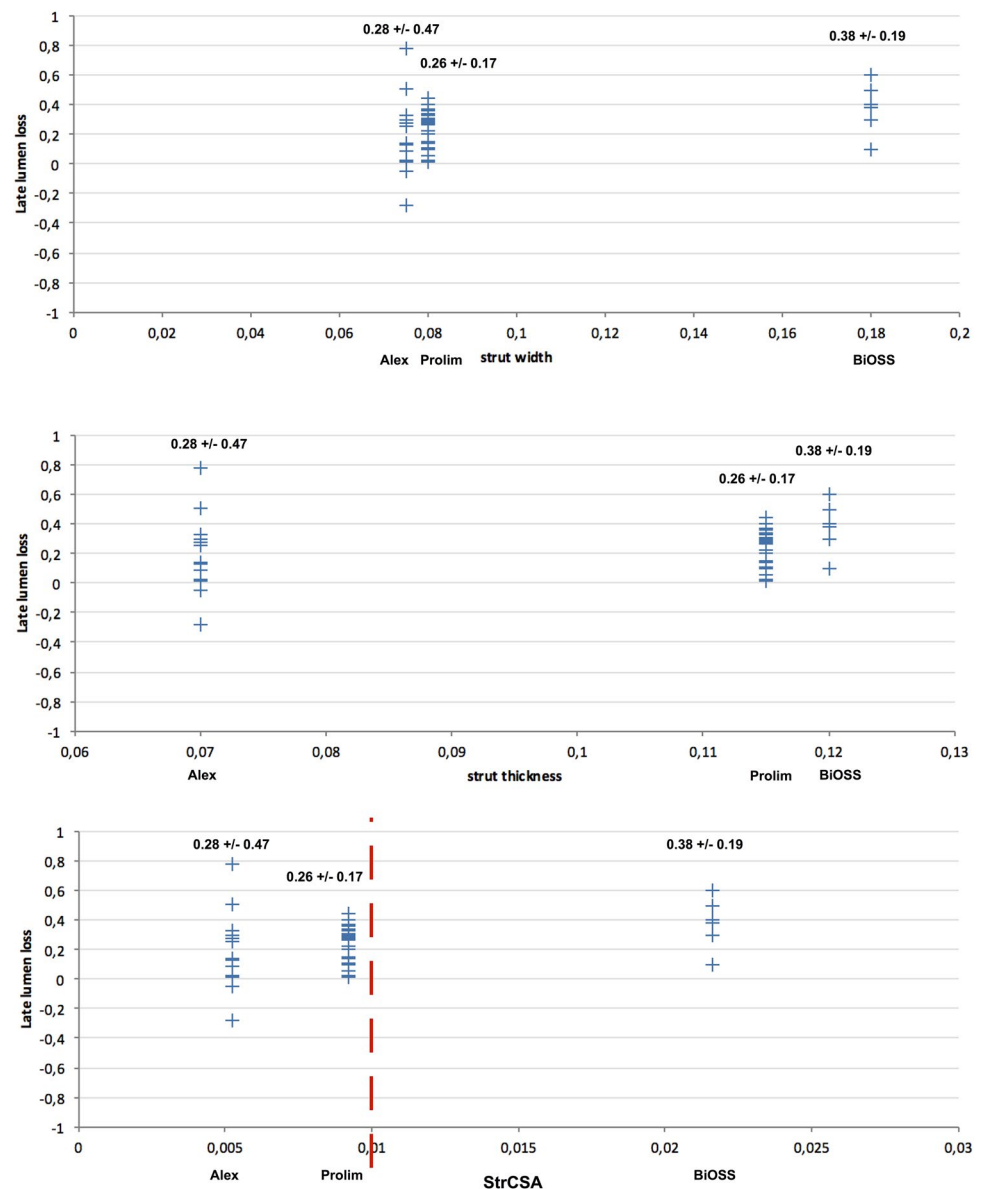 0.28 +/- 0.47
0.26 +/- 0.17
0.38 +/- 0.19
Late lumen loss
1
0,8
0,6
0,4
0,2
0
-0,2
-0,4
-0,6
-0,8
-1
0 0,02 0,04 0,06 0,08 0,1 0,12 0,14 0,16 0,18 0,2
Alex Prolim strut width BiOSS
0.28 +/- 0.47
0.38 +/- 0.19
0.26 +/- 0.17
Late lumen loss
1
0,8
0,6
0,4
0,2
0
-0,2
-0,4
-0,6
-0,8
-1
0,06 0,07 0,08 0,09 0,1 0,11 0,12 0,13
Alex strut thickness Prolim BiOSS
0.28 +/- 0.47
0.26 +/- 0.17
0.38 +/- 0.19
Late lumen loss
1
0,8
0,6
0,4
0,2
0
-0,2
-0,4
-0,6
-0,8
-1
0 0,005 0,01 0,015 0,02 0,025 0,03
Alex Prolim BiOSS
StrCSA